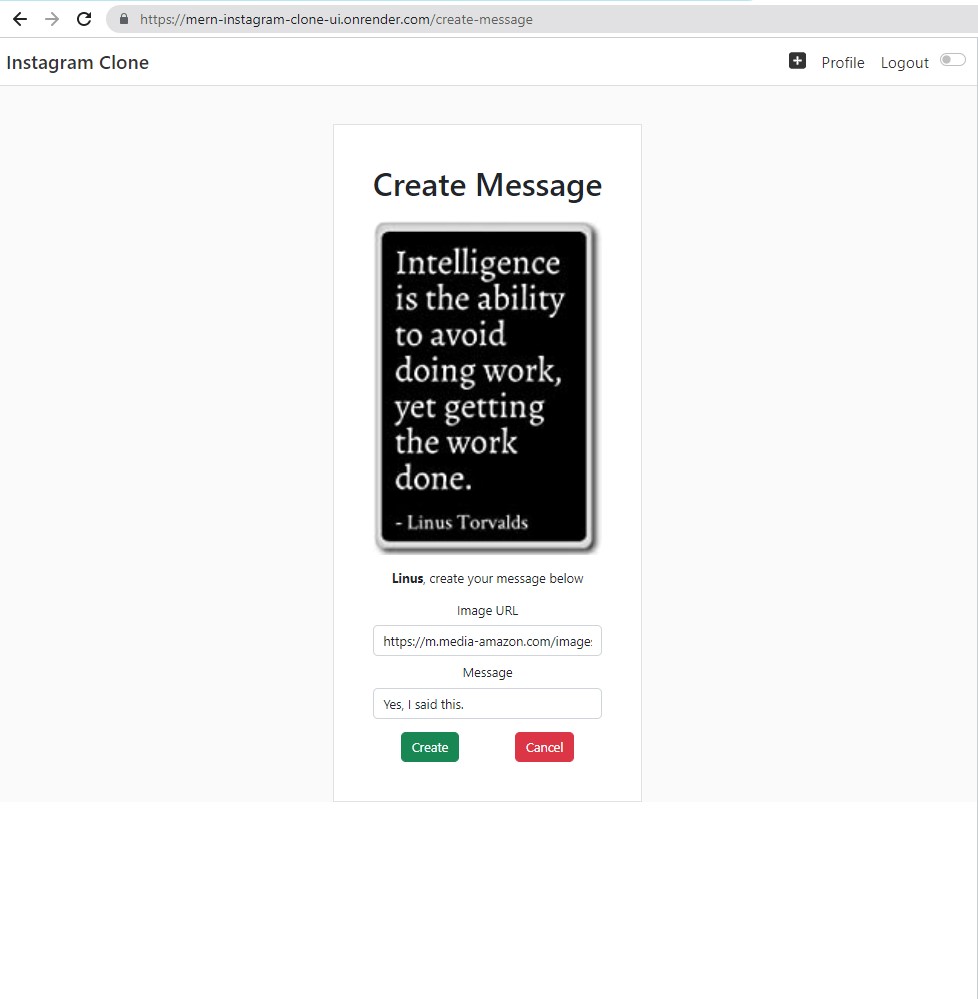 https://mern-instagram-clone-ui.onrender.com/create-message
Instagram Clone
Profile Logout
Create Message
Intelligence
is the ability
to avoid
doing work,
yet getting
the work
done.
- Linus Torvalds
Linus, create your message below
Image URL
https://m.media-amazon.com/images
Message
Yes, I said this.
Create Cancel